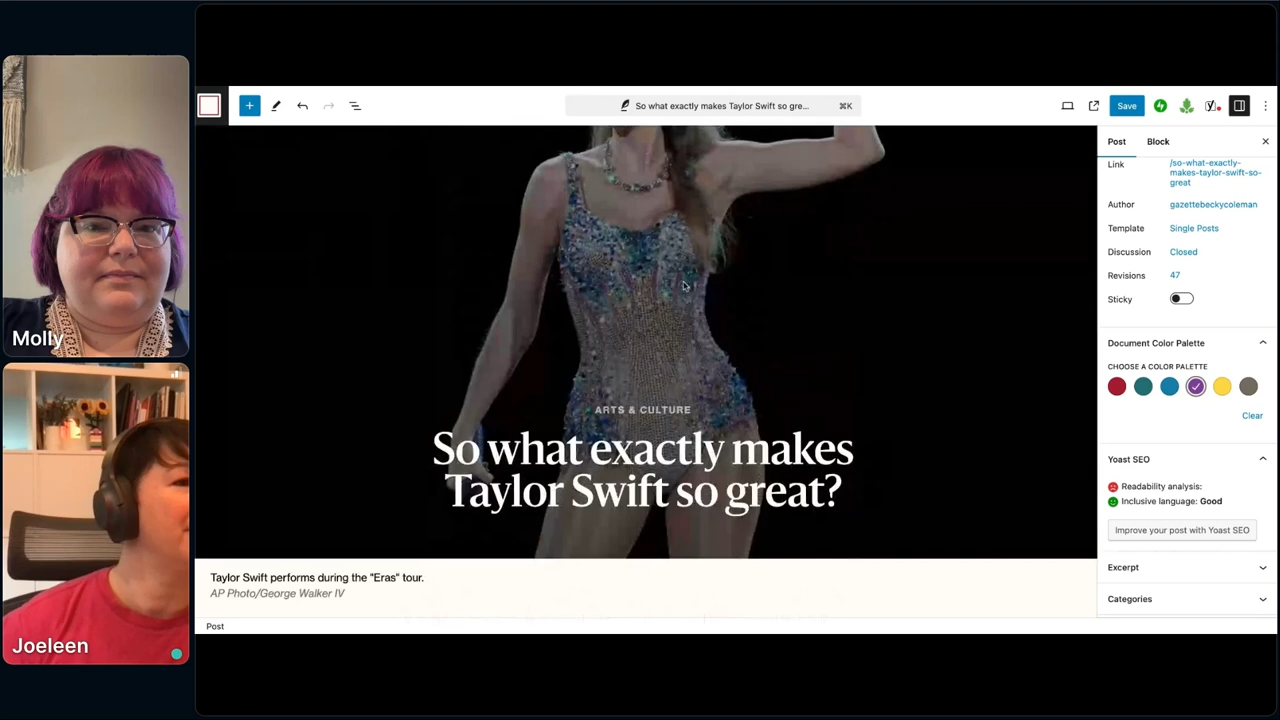 Molly
Joeleen
So what exactly makes Taylor Swift so gre...
⌘K
Save
ARTS & CULTURE
So what exactly makes
Taylor Swift so great?
Taylor Swift performs during the "Eras" tour.
AP Photo/George Walker IV
Post
Post
Block
Link
/so-what-exactly-
makes-taylor-swift-so-
great
Author
gazettebeckycoleman
Template
Single Posts
Discussion
Closed
Revisions
47
Sticky
Document Color Palette
CHOOSE A COLOR PALETTE
Clear
Yoast SEO
Readability analysis:
Inclusive language: Good
Improve your post with Yoast SEO
Excerpt
Categories